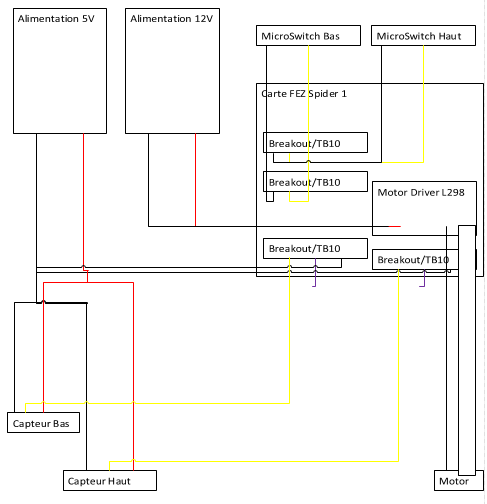 Alimentation 5V
Alimentation 12V
MicroSwitch Bas
MicroSwitch Haut
Carte FEZ Spider 1
Breakout/TB10
Breakout/TB10
Motor Driver L298
Breakout/TB10
Breakout/TB10
Capteur Bas
Capteur Haut
Motor